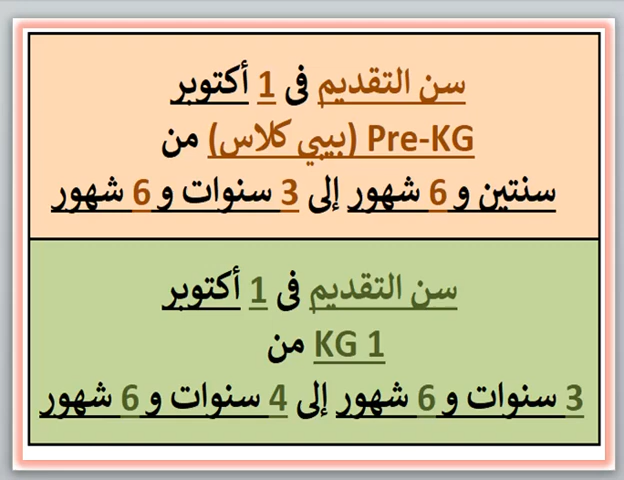 سن التقديم فى 1 أكتوبر
Pre-KG (بيبي كلاس) من
سنتين و 6 شهور إلى 3 سنوات و 6 شهور
سن التقديم فى 1 أكتوبر
KG 1 من
3 سنوات و 6 شهور إلى 4 سنوات و 6 شهور